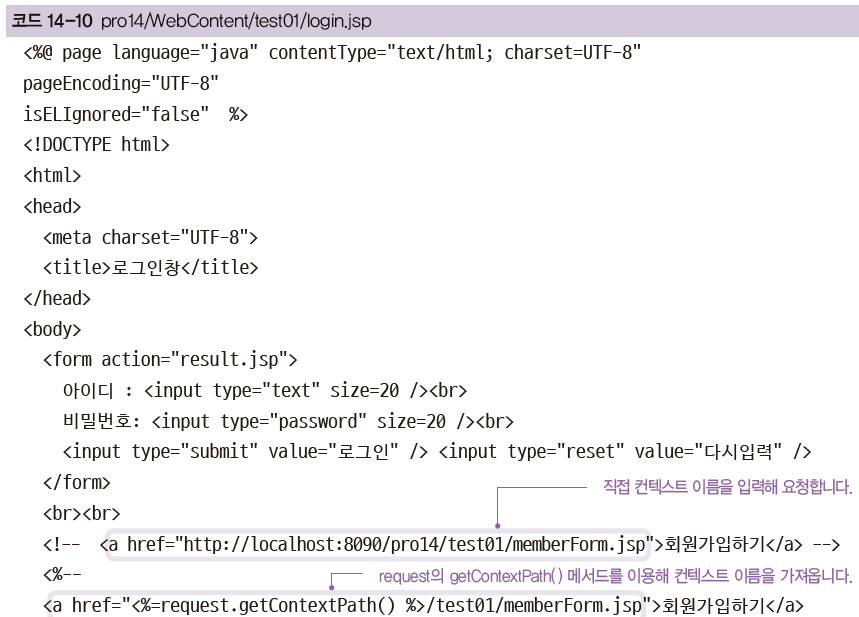 코드 14-10 pro14/WebContent/test01/login.jsp
<%@ page language="java" contentType="text/html; charset=UTF-8"
pageEncoding="UTF-8"
isELIgnored="false"  %>
<!DOCTYPE html>
<html>
<head>
  <meta charset="UTF-8">
  <title>로그인창</title>
</head>
<body>
  <form action="result.jsp">
    아이디 : <input type="text" size=20 /><br>
    비밀번호: <input type="password" size=20 /><br>
    <input type="submit" value="로그인" /> <input type="reset" value="다시입력" />
  </form>
직접 컨텍스트 이름을 입력해 요청합니다.
  <br><br>
  <!--  <a href="http://localhost:8090/pro14/test01/memberForm.jsp">회원가입하기</a> -->
  <%--
request의 getContextPath() 메서드를 이용해 컨텍스트 이름을 가져옵니다.
  <a href="<%=request.getContextPath() %>/test01/memberForm.jsp">회원가입하기</a>